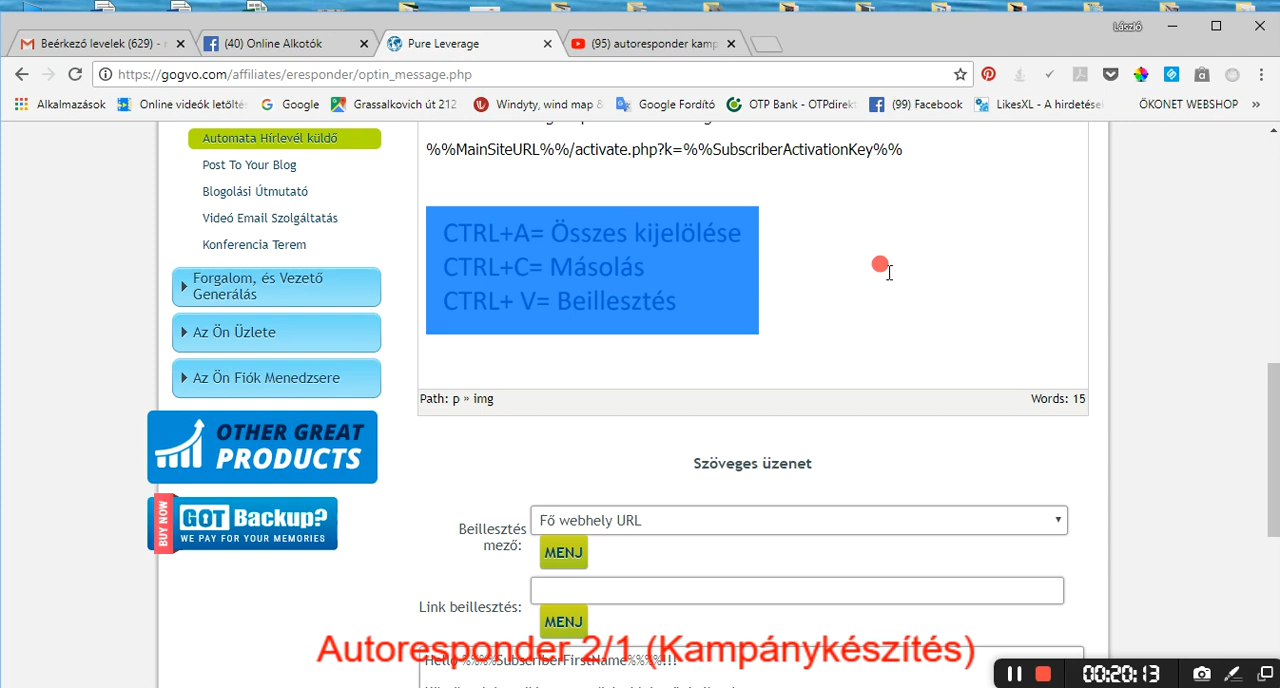 László
Beérkező levelek (629) -
(40) Online Alkotók
Pure Leverage
(95) autoresponder kamp
https://gogvo.com/affiliates/eresponder/optin_message.php
Alkalmazások
Online videók letölté
Google
Grassalkovich út 212
Windyty, wind map &
Google Fordító
OTP Bank - OTPdirek
(99) Facebook
LikesXL - A hirdetése
ÖKONET WEBSHOP
»
Automata Hírlevél küldő
Post To Your Blog
Blogolási Útmutató
Videó Email Szolgáltatás
Konferencia Terem
Forgalom, és Vezető
Generálás
Az Ön Üzlete
Az Ön Fiók Menedzsere
OTHER GREAT
PRODUCTS
BUY NOW
GOT Backup?
WE PAY FOR YOUR MEMORIES
%%MainSiteURL%%/activate.php?k=%%SubscriberActivationKey%%
CTRL+A= Összes kijelölése
CTRL+C= Másolás
CTRL+ V= Beillesztés
Path: p » img
Words: 15
Szöveges üzenet
Beillesztés
mező:
Fő webhely URL
MENJ
Link beillesztés:
MENJ
Hello %%%SubscriberFirstName%%%!!!
Autoresponder 2/1 (Kampánykészítés)
00:20:13